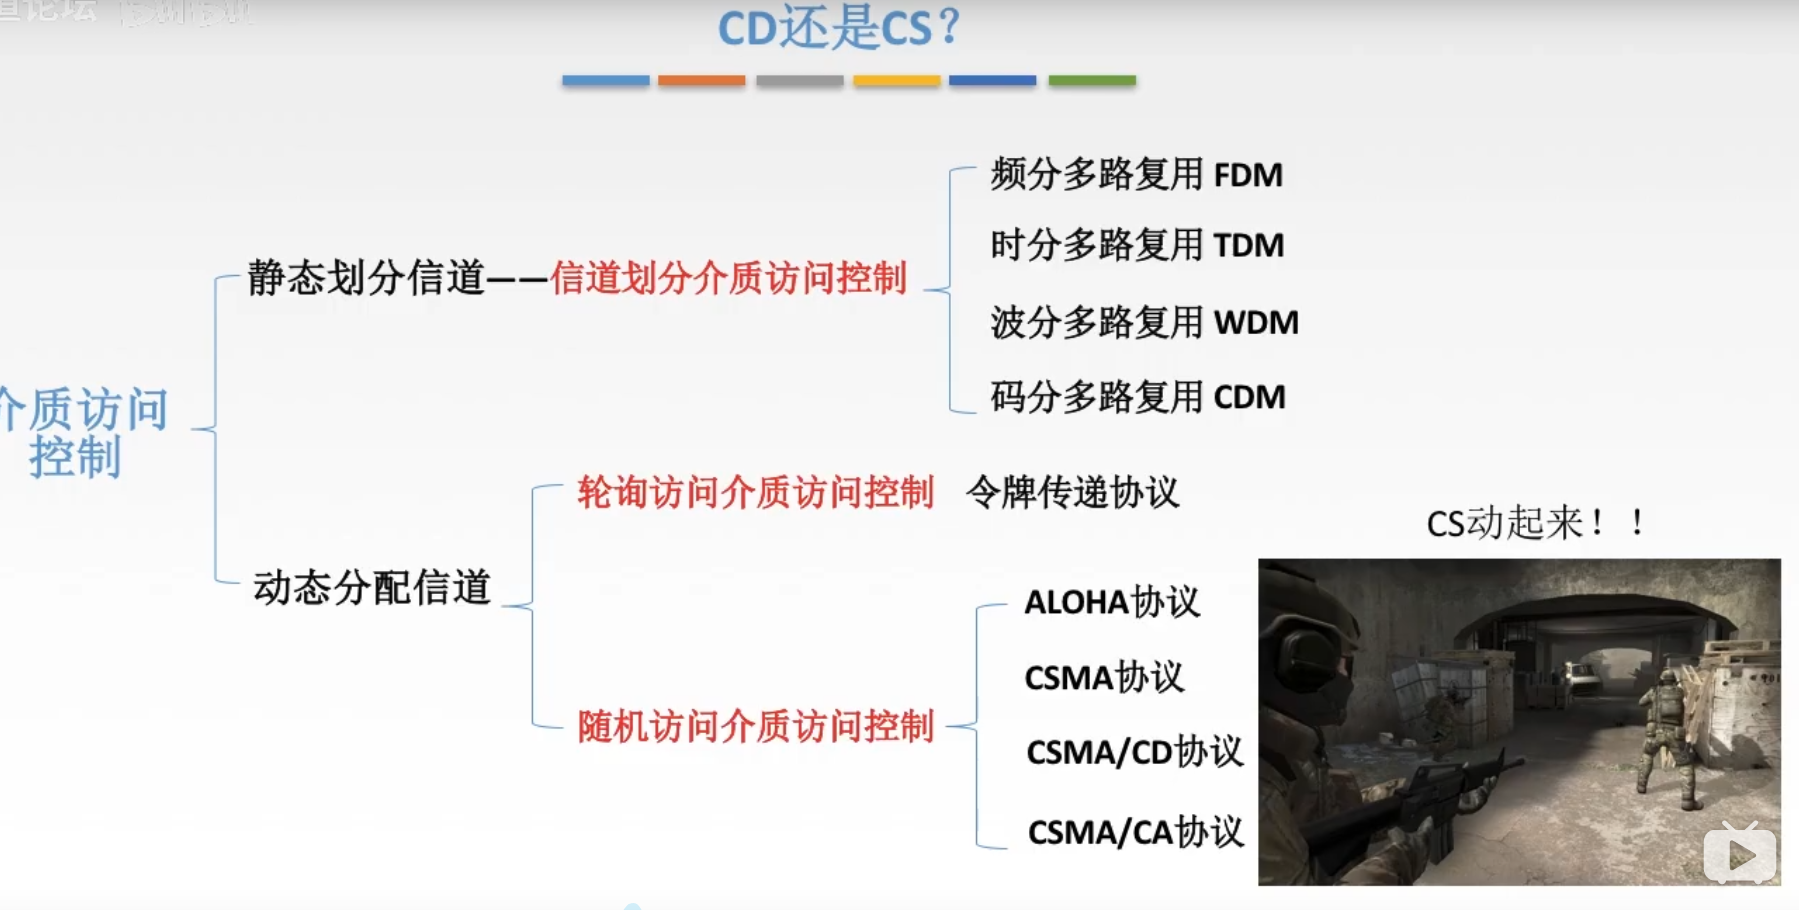 道论坛 bilibili
CD还是CS？
频分多路复用 FDM
时分多路复用 TDM
静态划分信道——信道划分介质访问控制
波分多路复用 WDM
码分多路复用 CDM
介质访问
控制
轮询访问介质访问控制 令牌传递协议
CS动起来！！
动态分配信道
ALOHA协议
CSMA协议
随机访问介质访问控制
CSMA/CD协议
CSMA/CA协议